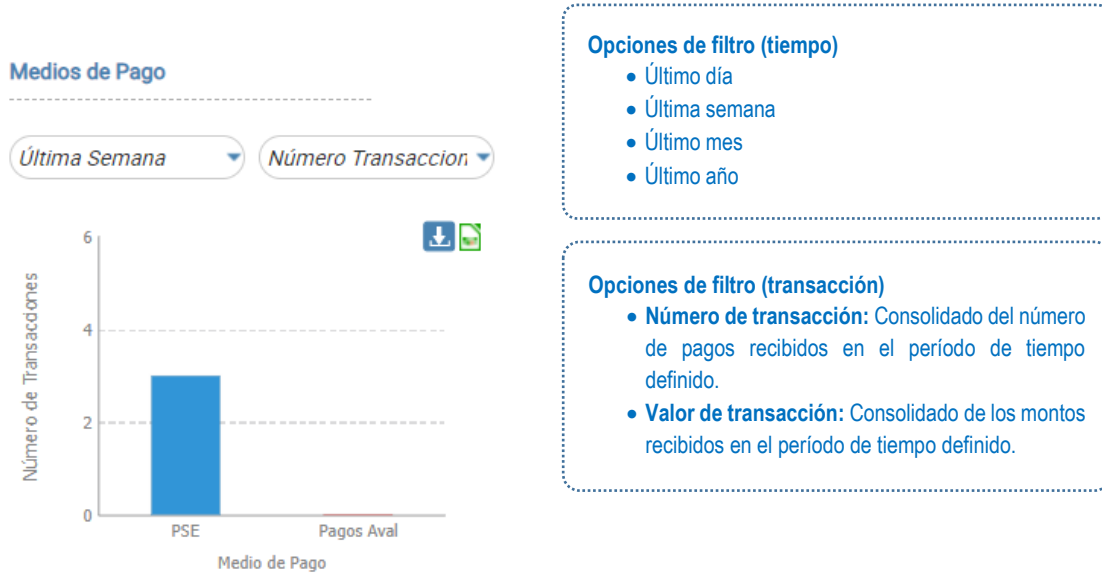 Medios de Pago
Última Semana
Número Transaccion
6
4
2
0
Número de Transacciones
PSE
Pagos Aval
Medio de Pago
Opciones de filtro (tiempo)
• Último día
• Última semana
• Último mes
• Último año
Opciones de filtro (transacción)
• Número de transacción: Consolidado del número
de pagos recibidos en el período de tiempo
definido.
• Valor de transacción: Consolidado de los montos
recibidos en el período de tiempo definido.